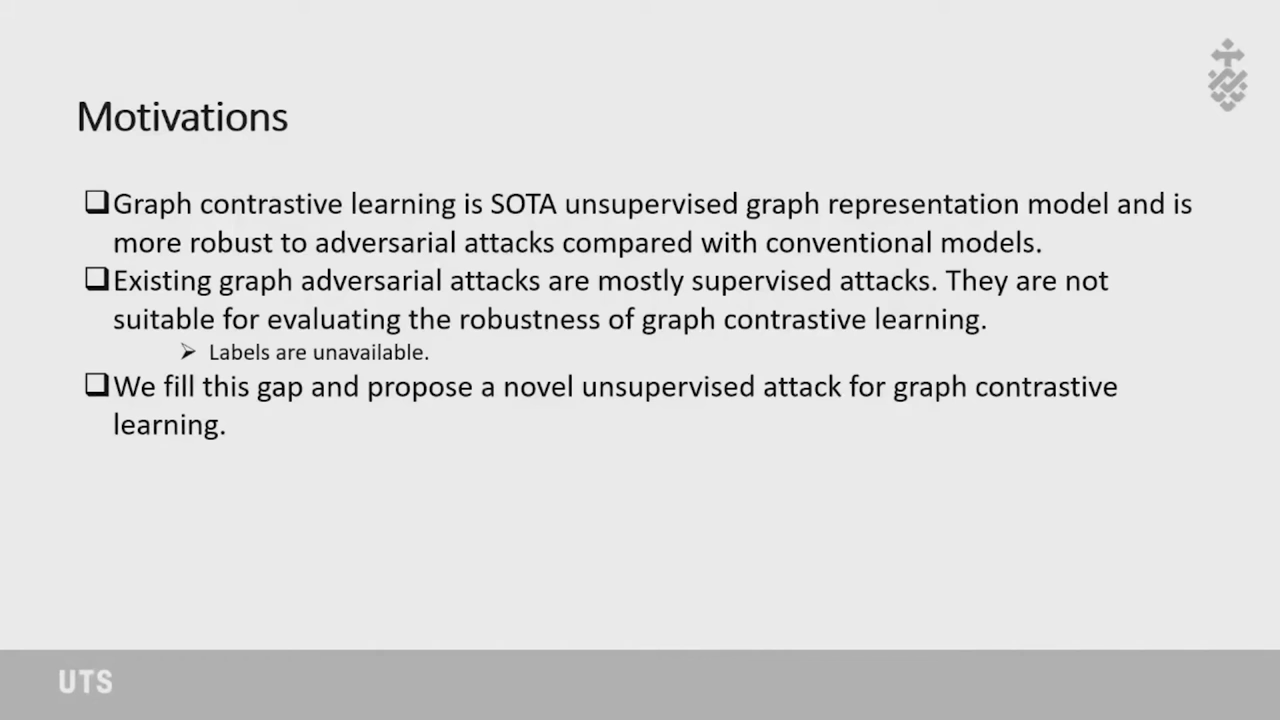 Motivations
Graph contrastive learning is SOTA unsupervised graph representation model and is
more robust to adversarial attacks compared with conventional models.
Existing graph adversarial attacks are mostly supervised attacks. They are not
suitable for evaluating the robustness of graph contrastive learning.
Labels are unavailable.
We fill this gap and propose a novel unsupervised attack for graph contrastive
learning.
UTS